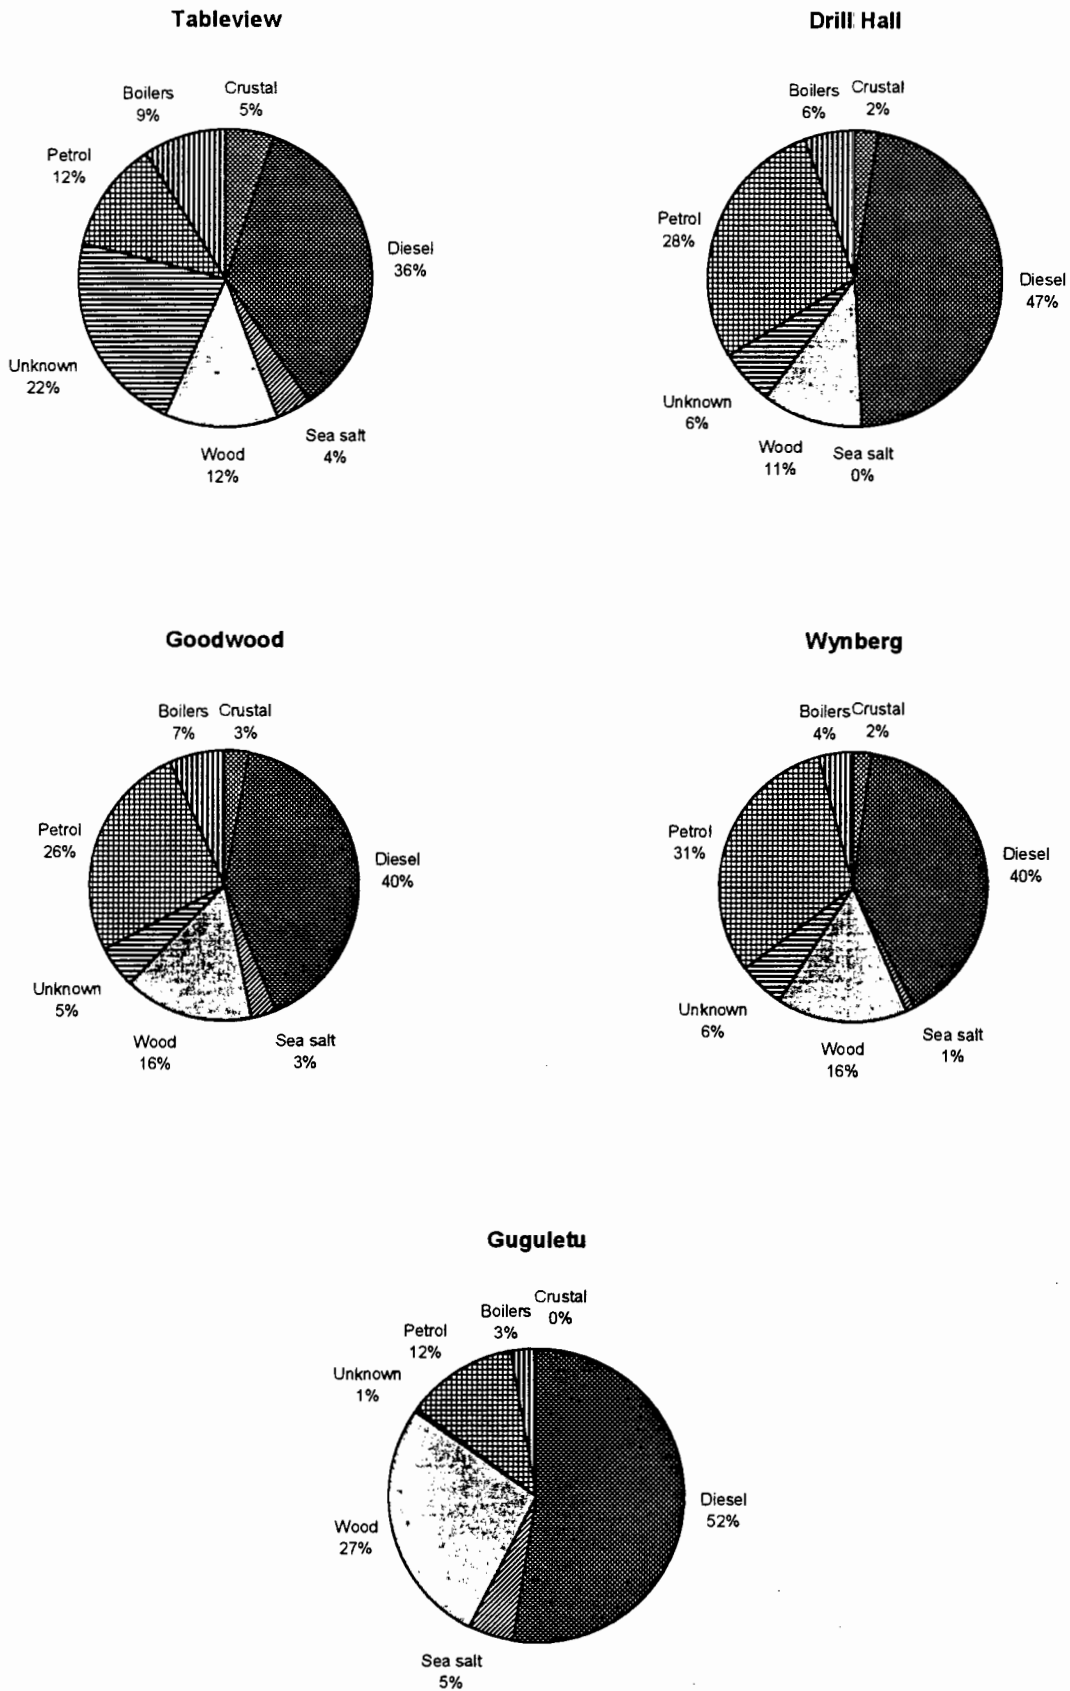 Tableview
Crustal
5%
Diesel
36%
Sea salt
4%
Wood
12%
Unknown
22%
Petrol
12%
Boilers
9%
Drill Hall
Crustal
2%
Diesel
47%
Sea salt
0%
Wood
11%
Unknown
6%
Petrol
28%
Boilers
6%
Goodwood
Crustal
3%
Diesel
40%
Sea salt
3%
Wood
16%
Unknown
5%
Petrol
26%
Boilers
7%
Wynberg
Crustal
2%
Diesel
40%
Sea salt
1%
Wood
16%
Unknown
6%
Petrol
31%
Boilers
4%
Guguletu
Crustal
0%
Diesel
52%
Sea salt
5%
Wood
27%
Unknown
1%
Petrol
12%
Boilers
3%